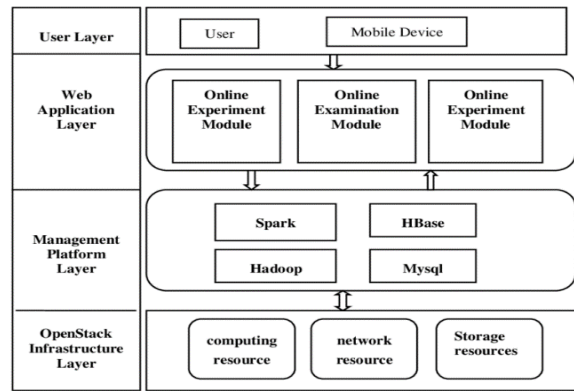 User Layer
User
Mobile Device
Web
Application
Layer
Online
Experiment
Module
Online
Examination
Module
Online
Experiment
Module
Management
Platform
Layer
Spark
HBase
Hadoop
Mysql
OpenStack
Infrastructure
Layer
computing
resource
network
resource
Storage
resources